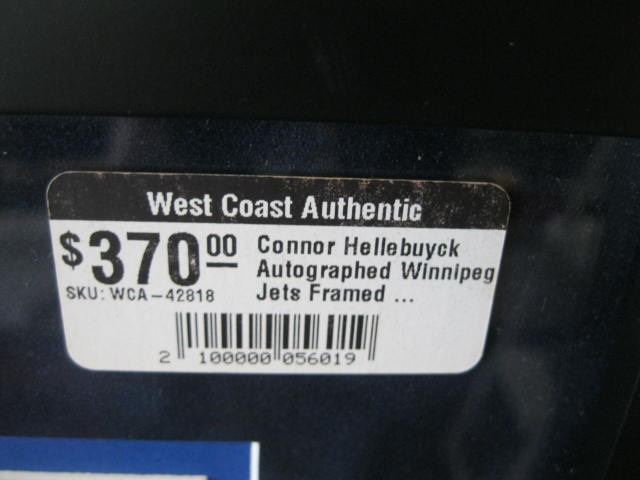 West Coast Authentic
$370 00
SKU: WCA-42818
Connor Hellebuyck
Autographed Winnipeg
Jets Framed ...
2 100000 056019